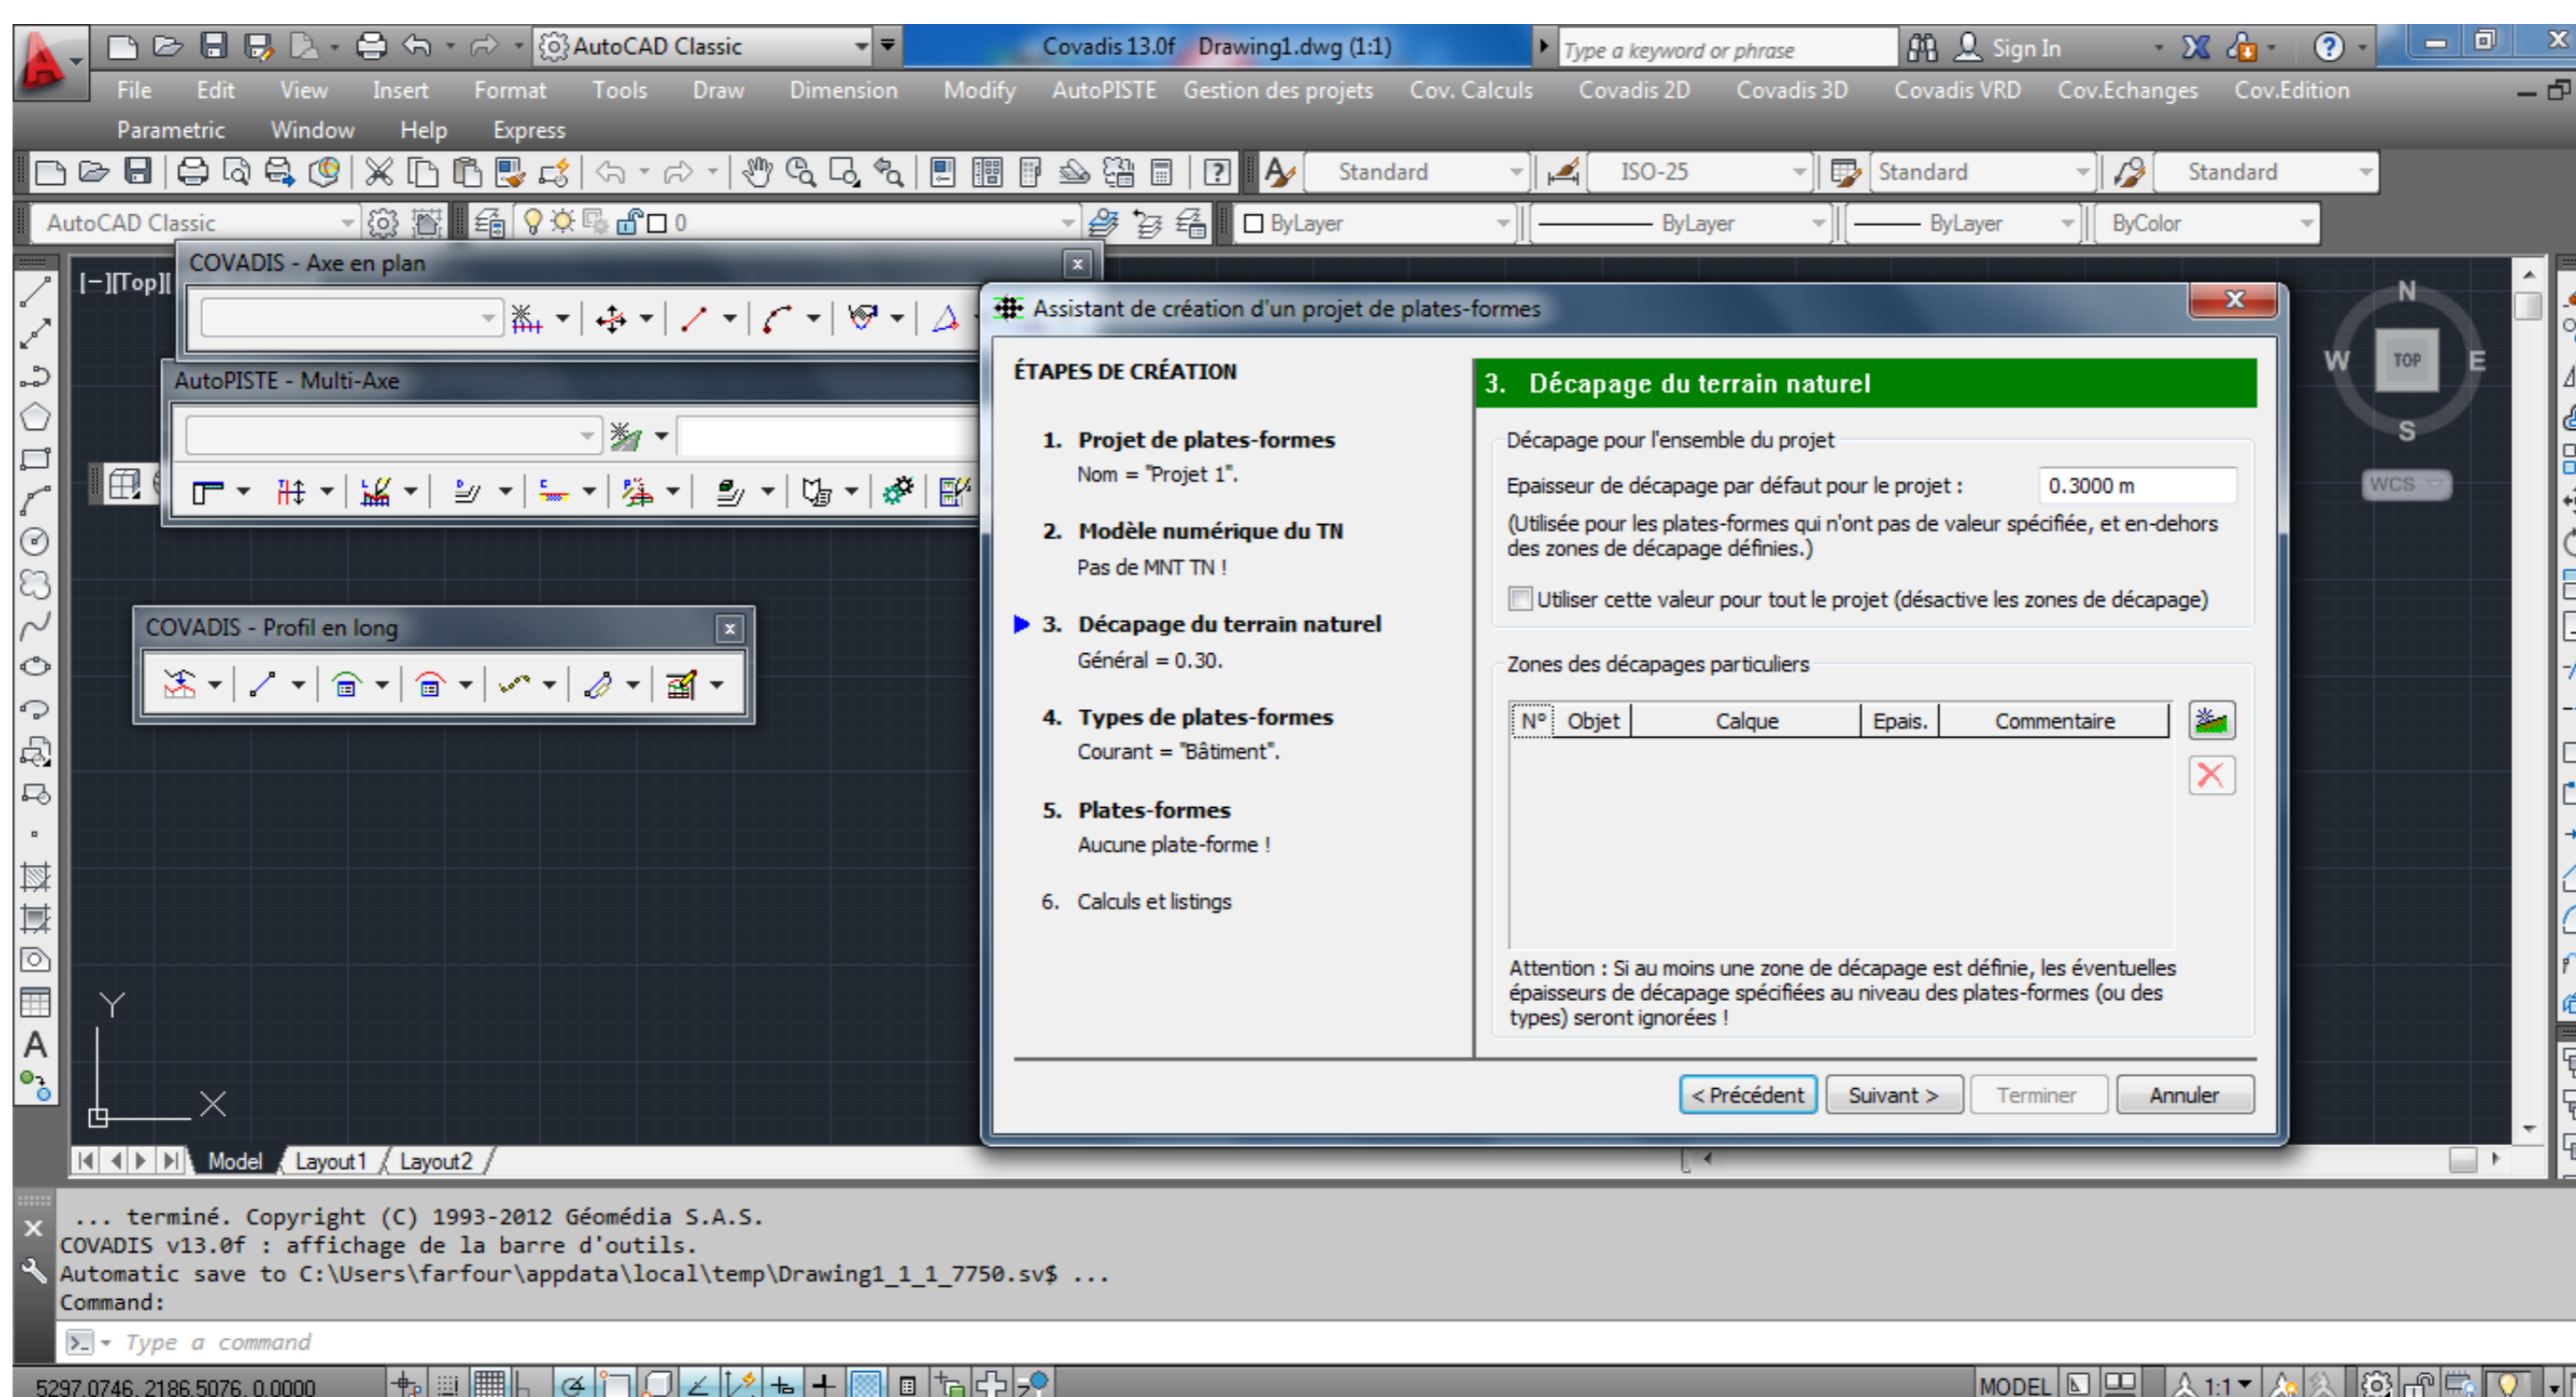 AutoCAD Classic
Covadis 13.0f Drawing1.dwg (1:1)
Type a keyword or phrase
Sign In
File Edit View Insert Format Tools Draw Dimension Modify AutoPISTE Gestion des projets Cov. Calculs Covadis 2D Covadis 3D Covadis VRD Cov.Echanges Cov.Edition
Parametric Window Help Express
Standard ISO-25 Standard Standard
AutoCAD Classic 0 ByLayer ByLayer ByLayer ByColor
[−][Top][
COVADIS - Axe en plan
AutoPISTE - Multi-Axe
COVADIS - Profil en long
Assistant de création d'un projet de plates-formes
ÉTAPES DE CRÉATION
1. Projet de plates-formes
Nom = "Projet 1".
2. Modèle numérique du TN
Pas de MNT TN !
3. Décapage du terrain naturel
Général = 0.30.
4. Types de plates-formes
Courant = "Bâtiment".
5. Plates-formes
Aucune plate-forme !
6. Calculs et listings
3. Décapage du terrain naturel
Décapage pour l'ensemble du projet
Epaisseur de décapage par défaut pour le projet : 0.3000 m
(Utilisée pour les plates-formes qui n'ont pas de valeur spécifiée, et en-dehors
des zones de décapage définies.)
Utiliser cette valeur pour tout le projet (désactive les zones de décapage)
Zones des décapages particuliers
N° Objet Calque Epais. Commentaire
Attention : Si au moins une zone de décapage est définie, les éventuelles
épaisseurs de décapage spécifiées au niveau des plates-formes (ou des
types) seront ignorées !
< Précédent Suivant > Terminer Annuler
N
W TOP E
S
WCS
Y
X
Model Layout1 Layout2
... terminé. Copyright (C) 1993-2012 Géomédia S.A.S.
COVADIS v13.0f : affichage de la barre d'outils.
Automatic save to C:\Users\farfour\appdata\local\temp\Drawing1_1_1_7750.sv$ ...
Command:
Type a command
5297.0746, 2186.5076, 0.0000
MODEL 1:1